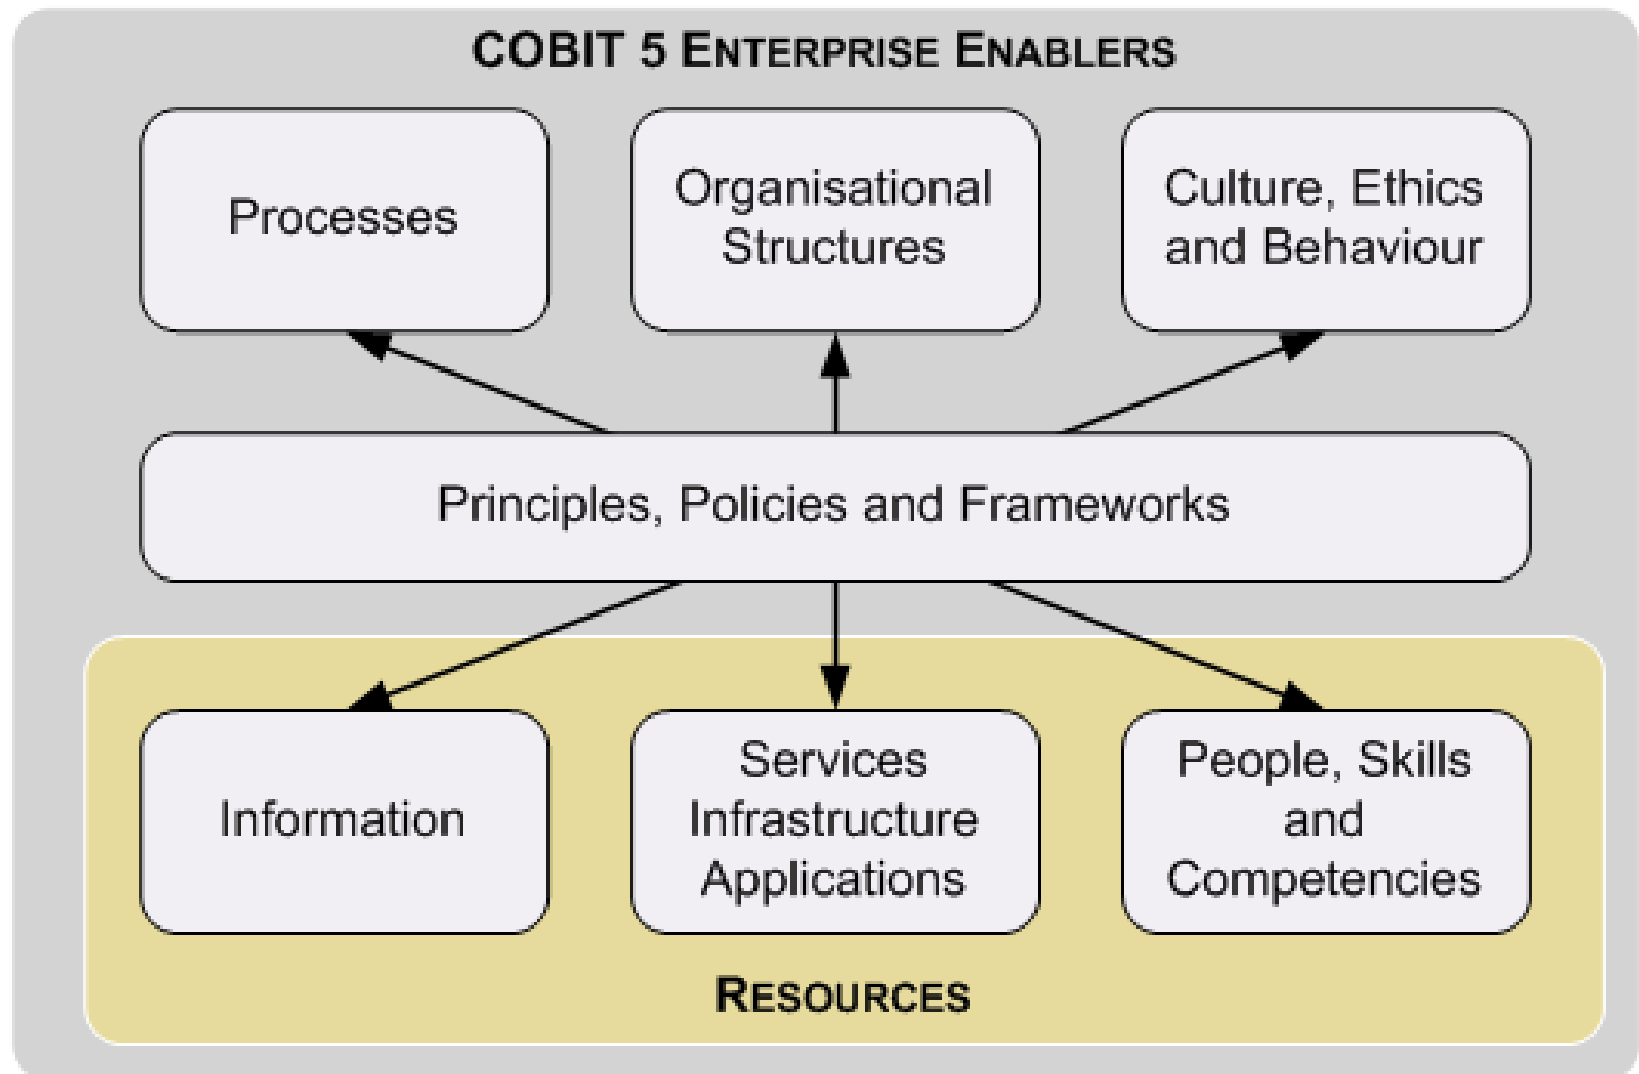 COBIT 5 ENTERPRISE ENABLERS
Processes
Organisational
Structures
Culture, Ethics
and Behaviour
Principles, Policies and Frameworks
Information
Services
Infrastructure
Applications
People, Skills
and
Competencies
RESOURCES